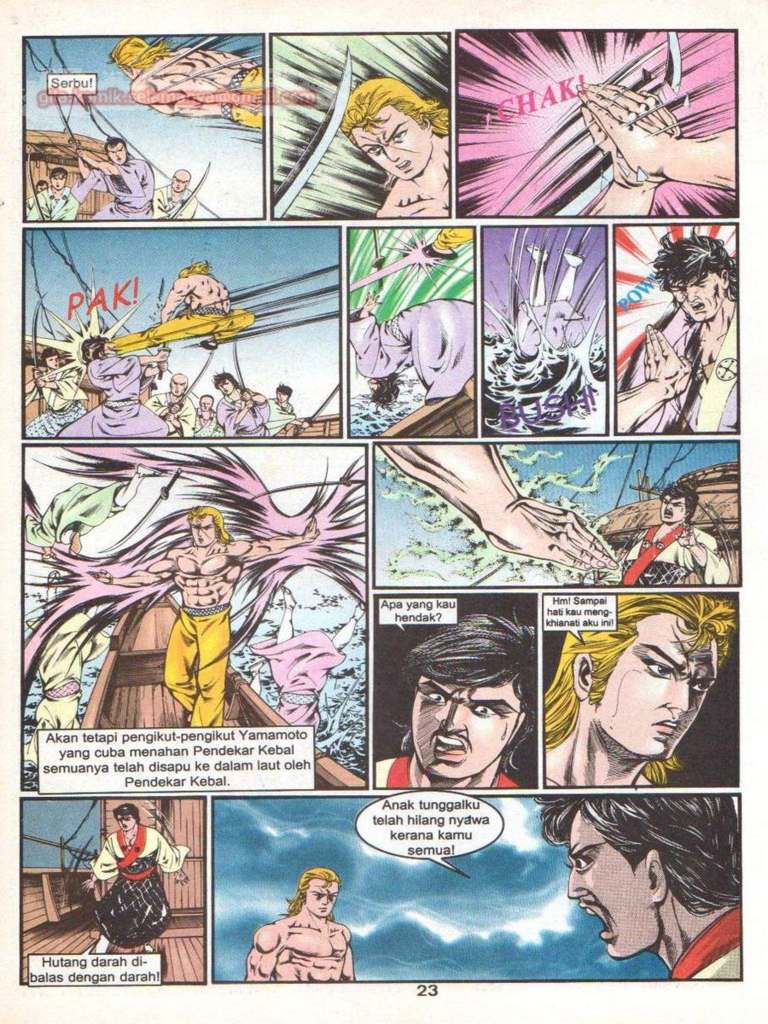 Serbu!
CHAK!
PAK!
POW
BUSH!
Akan tetapi pengikut-pengikut Yamamoto
yang cuba menahan Pendekar Kebal
semuanya telah disapu ke dalam laut oleh
Pendekar Kebal.
Apa yang kau
hendak?
Hm! Sampai
hati kau meng-
khianati aku ini!
Hutang darah di-
balas dengan darah!
Anak tunggalku
telah hilang nyawa
kerana kamu
semua!
23